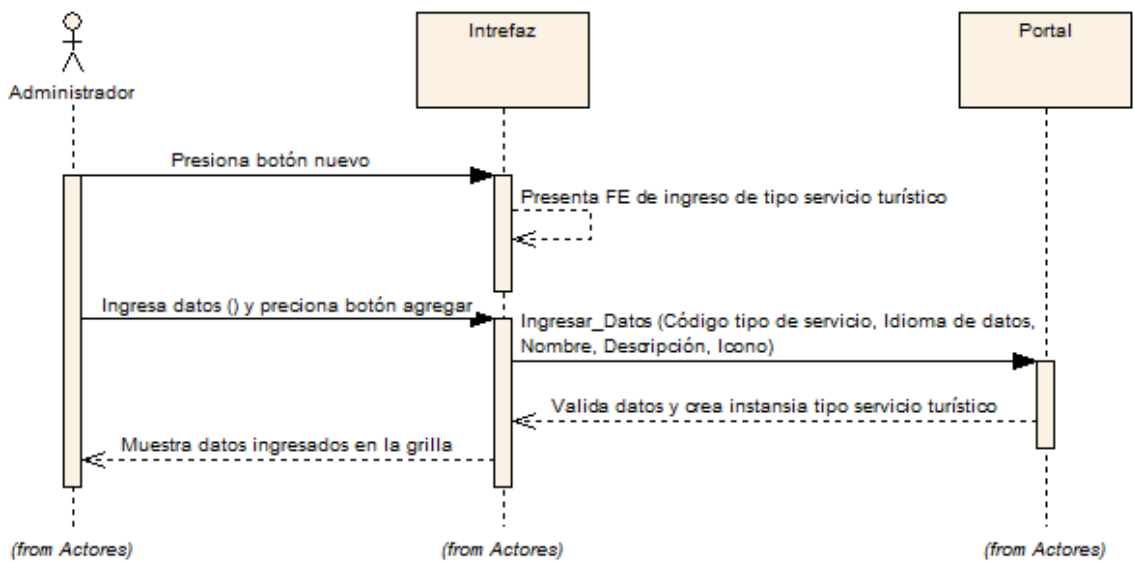 Intrefaz
Portal
Administrador
Presiona botón nuevo
Presenta FE de ingreso de tipo servicio turístico
Ingresa datos () y preciona botón agregar
Ingresar_Datos (Código tipo de servicio, Idioma de datos,
Nombre, Descripción, Icono)
Valida datos y crea instansia tipo servicio turístico
Muestra datos ingresados en la grilla
(from Actores)
(from Actores)
(from Actores)